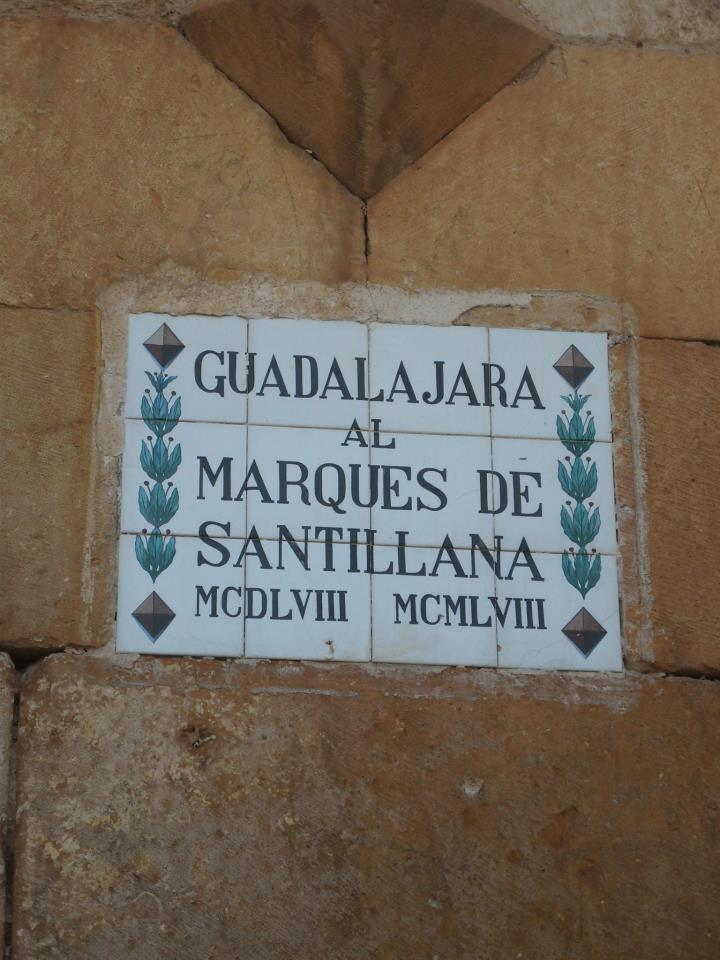 GUADALAJARA
AL
MARQUES DE
SANTILLANA
MCDLVIII MCMLVIII